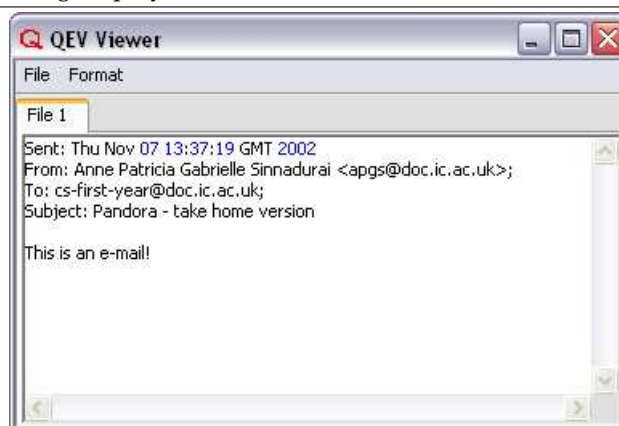 QEV Viewer
File Format
File 1
Sent: Thu Nov 07 13:37:19 GMT 2002
From: Anne Patricia Gabrielle Sinnadurai <apgs@doc.ic.ac.uk>;
To: cs-first-year@doc.ic.ac.uk;
Subject: Pandora - take home version
This is an e-mail!